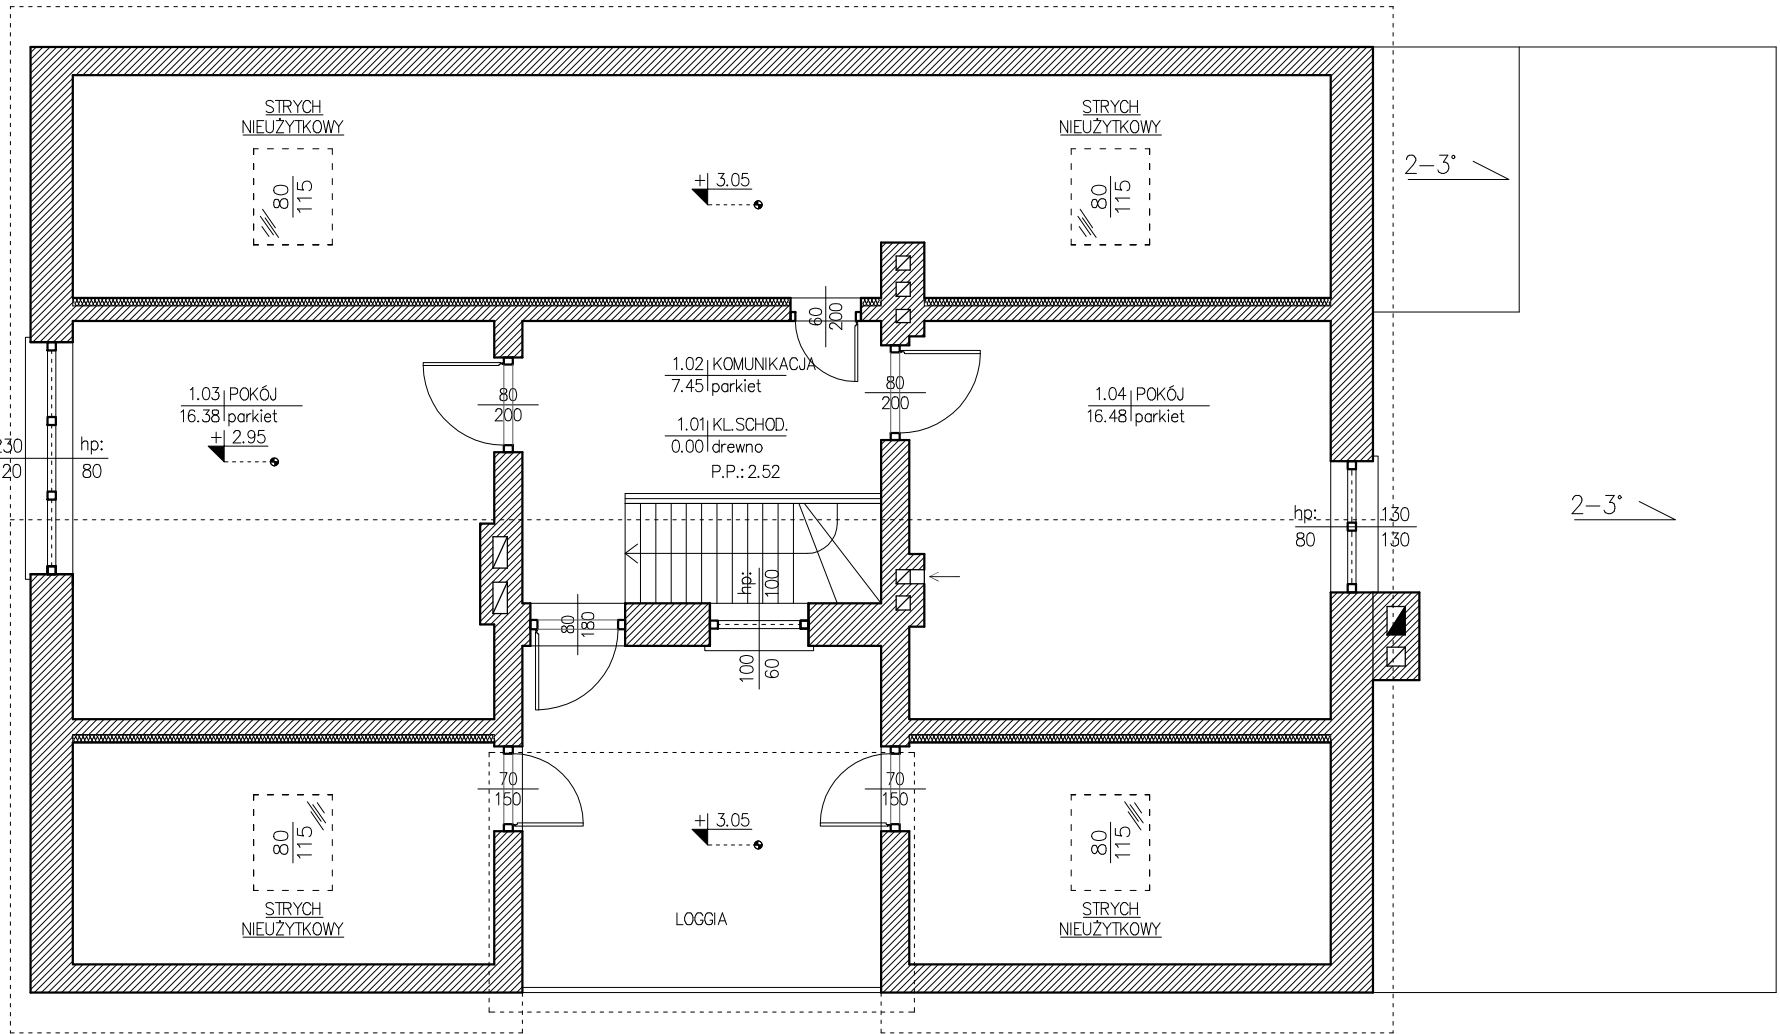 STRYCH
NIEUŻYTKOWY
80
115
+ 3.05
STRYCH
NIEUŻYTKOWY
80
115
2-3°
60
200
1.02 KOMUNIKACJA
7.45 parkiet
1.01 KL.SCHOD.
0.00 drewno
P.P.: 2.52
1.03 POKÓJ
16.38 parkiet
+ 2.95
80
200
80
200
1.04 POKÓJ
16.48 parkiet
hp:
80
hp:
80
130
130
2-3°
80
180
hp:
100
100
60
70
150
70
150
80
115
STRYCH
NIEUŻYTKOWY
+ 3.05
LOGGIA
80
115
STRYCH
NIEUŻYTKOWY